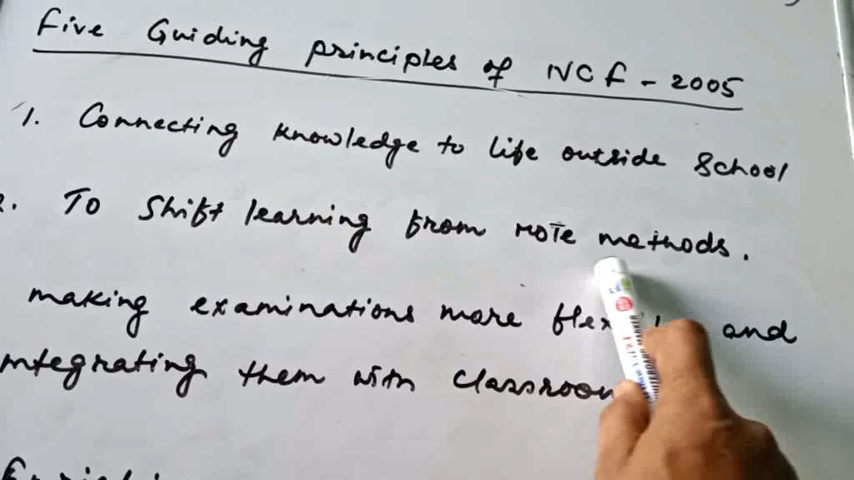 Five Guiding principles of NCF - 2005
1. Connecting knowledge to life outside School
2. To Shift learning from rote methods.
making examinations more and
integrating them with